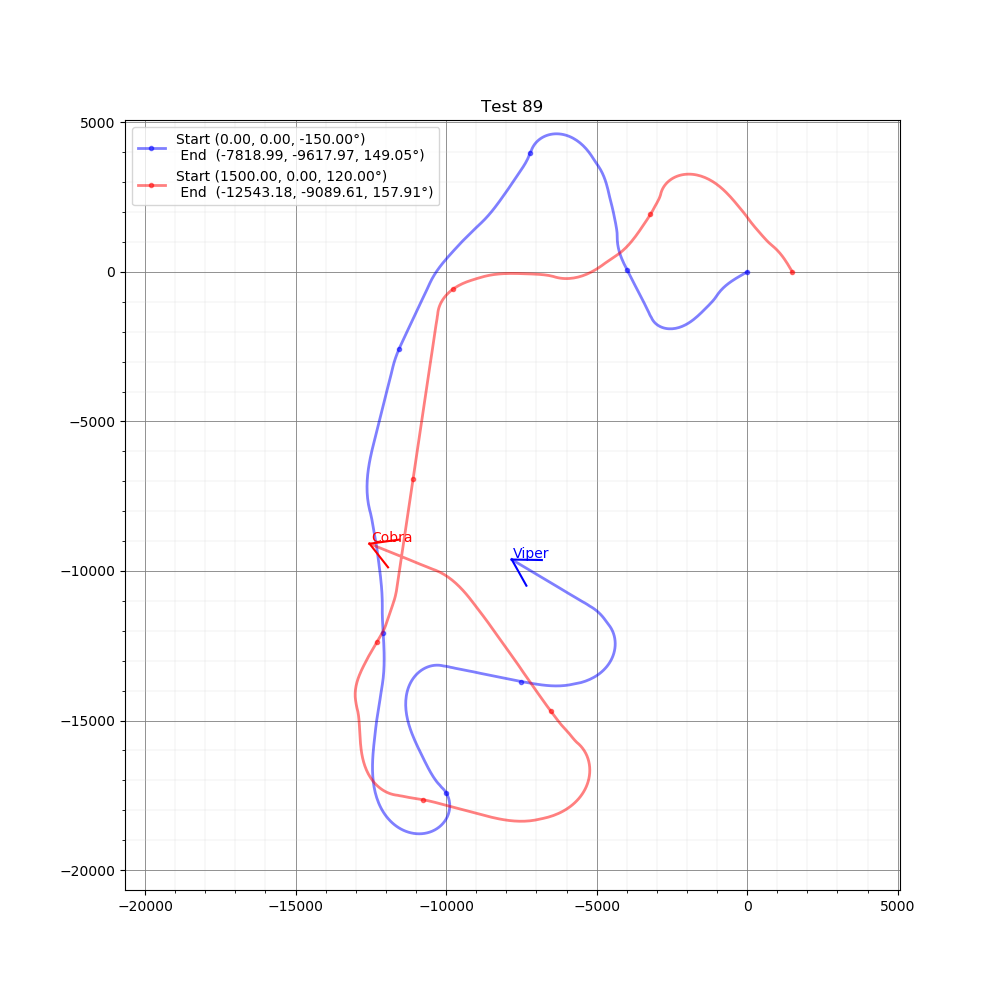 Test 89
Start (0.00, 0.00, -150.00°)
End (-7818.99, -9617.97, 149.05°)
Start (1500.00, 0.00, 120.00°)
End (-12543.18, -9089.61, 157.91°)
5000
0
−5000
−10000
−15000
−20000
Cobra
Viper
−20000
−15000
−10000
−5000
0
5000